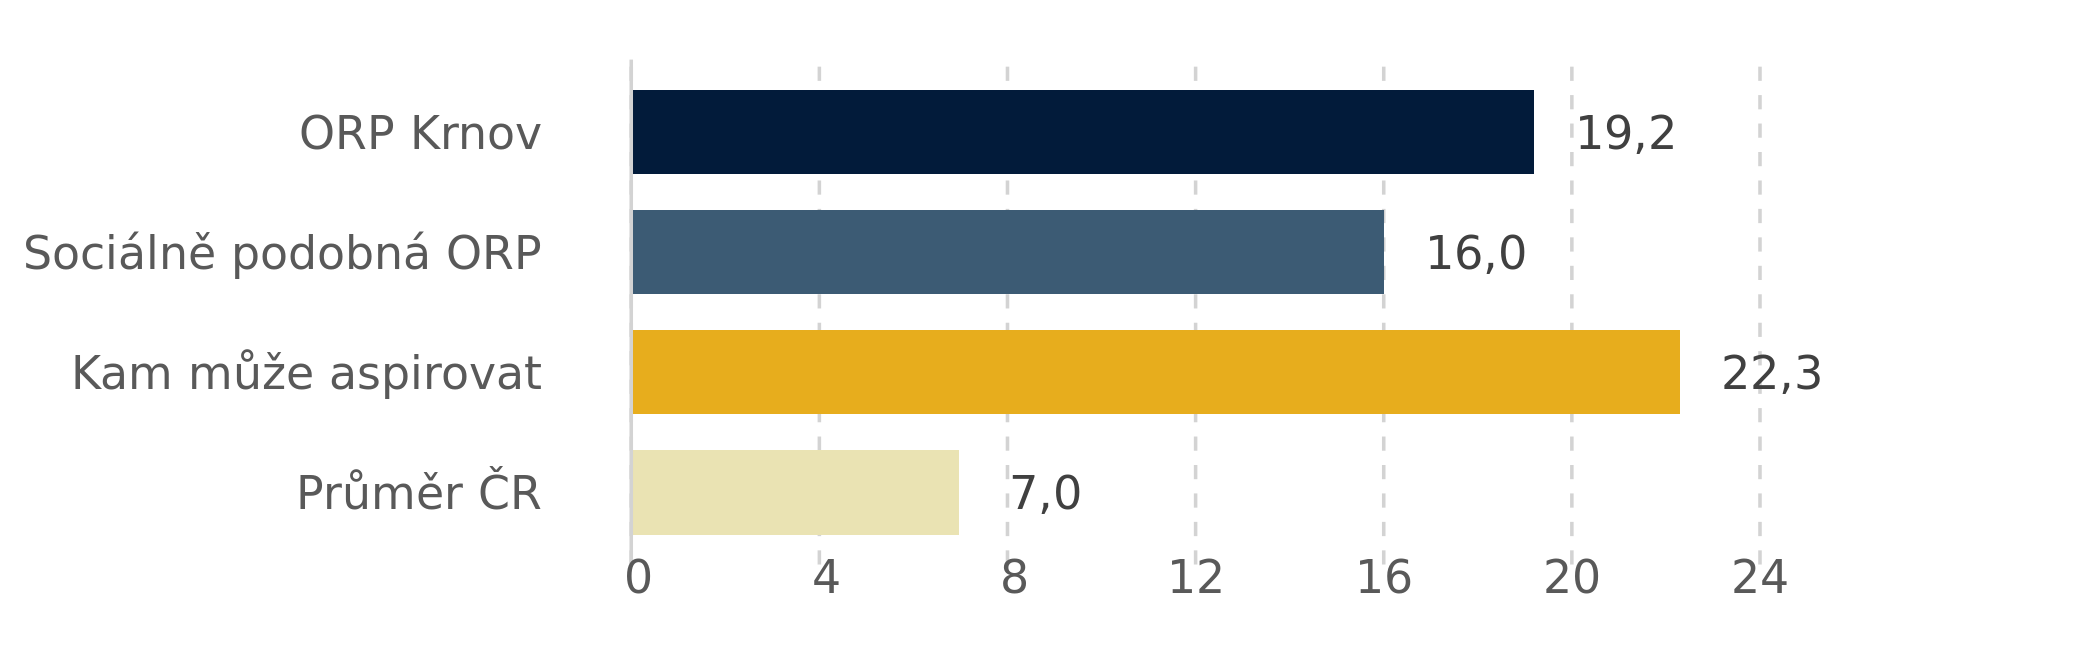 ORP Krnov 19,2
Sociálně podobná ORP 16,0
Kam může aspirovat 22,3
Průměr ČR 7,0
0 4 8 12 16 20 24